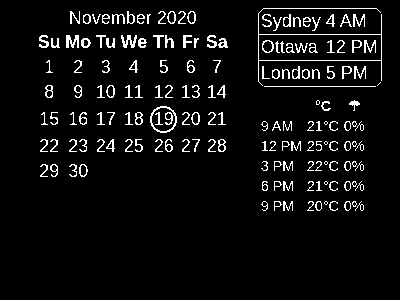 November 2020
Su Mo Tu We Th Fr Sa
1 2 3 4 5 6 7
8 9 10 11 12 13 14
15 16 17 18 19 20 21
22 23 24 25 26 27 28
29 30
Sydney 4 AM
Ottawa 12 PM
London 5 PM
°C ☂
9 AM 21°C 0%
12 PM 25°C 0%
3 PM 22°C 0%
6 PM 21°C 0%
9 PM 20°C 0%